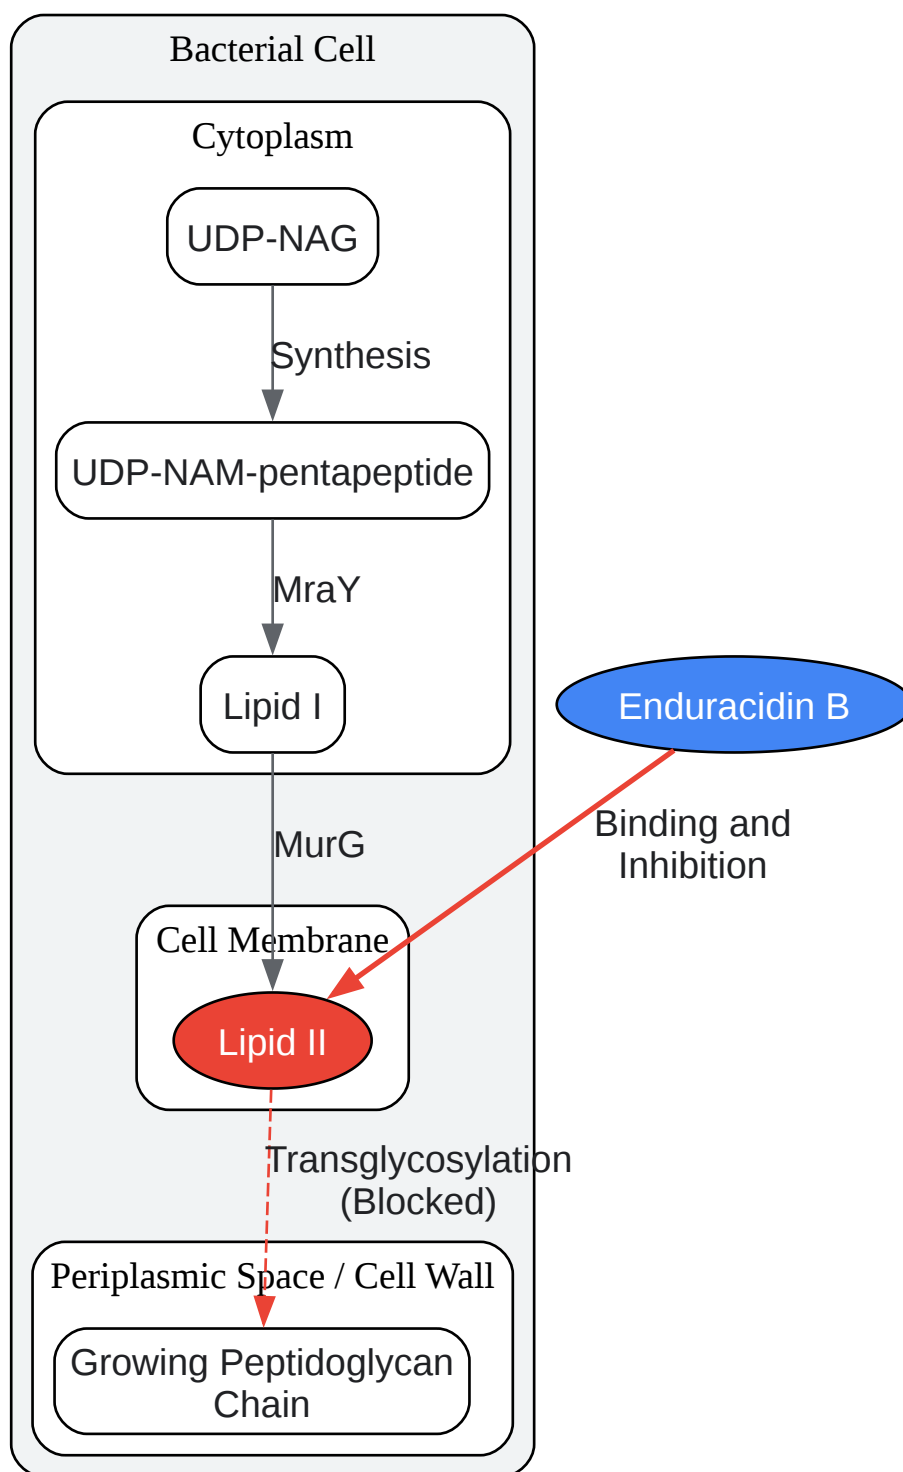 Bacterial Cell
Cytoplasm
UDP-NAG
Synthesis
UDP-NAM-pentapeptide
MraY
Lipid I
Enduracidin B
Binding and
Inhibition
MurG
Cell Membrane
Lipid II
Transglycosylation
(Blocked)
Periplasmic Space / Cell Wall
Growing Peptidoglycan
Chain